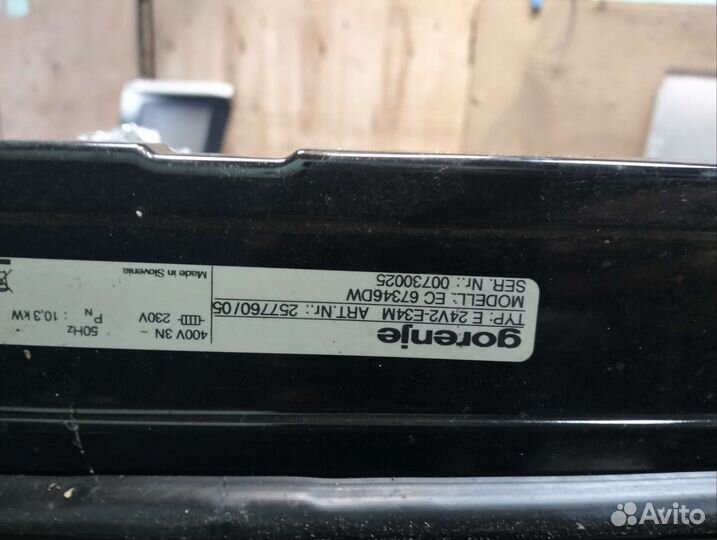 gorenje
TYP: E 24V2-E34M ART.Nr.: 257760/05
MODELL: EC 67346DW
SER. Nr.: 00730025
Made in Slovenia
400V 3N ~
230V
50Hz
PN : 10,3 kW
Avito